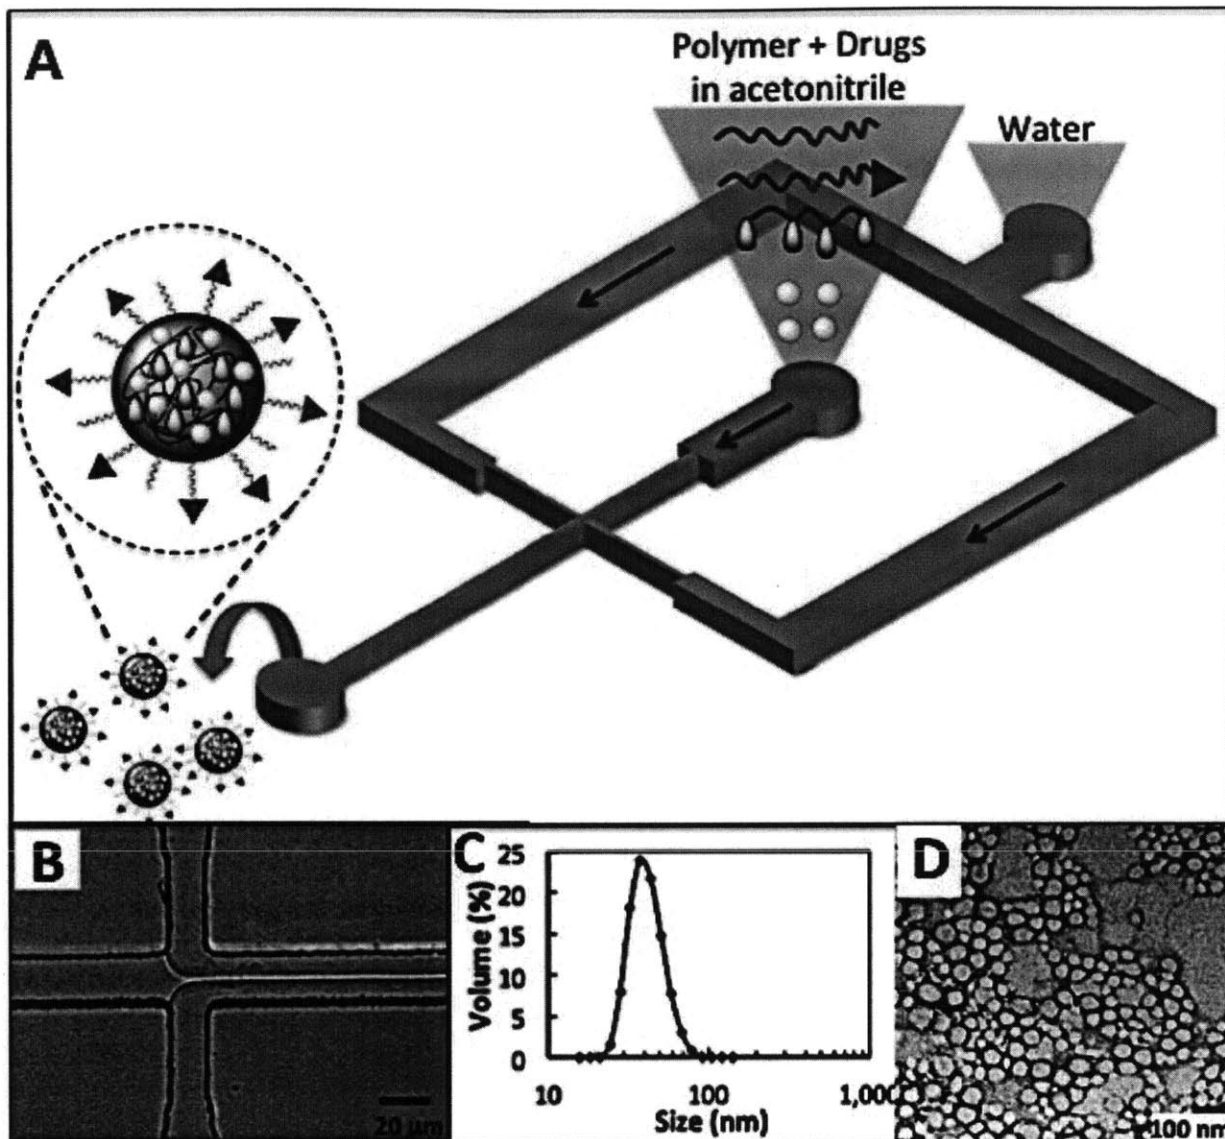 A
Polymer + Drugs
in acetonitrile
Water
B
20 μm
C
25
20
15
10
5
0
Volume (%)
10
100
1,000
Size (nm)
D
100 nm